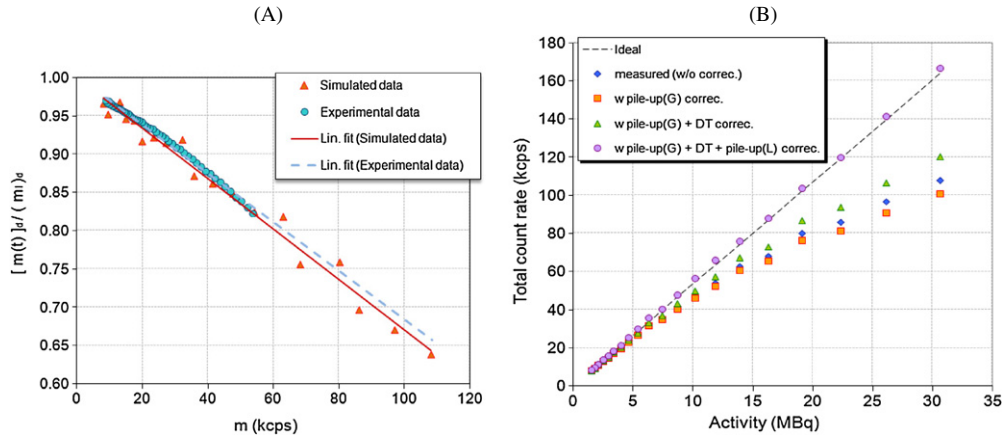 (A)
(B)
[ m(t) ]d / ( mI )d
1.00
0.95
0.90
0.85
0.80
0.75
0.70
0.65
0.60
0
20
40
60
80
100
120
m (kcps)
Simulated data
Experimental data
Lin. fit (Simulated data)
Lin. fit (Experimental data)
Total count rate (kcps)
180
160
140
120
100
80
60
40
20
0
0
5
10
15
20
25
30
35
Activity (MBq)
Ideal
measured (w/o correc.)
w pile-up(G) correc.
w pile-up(G) + DT correc.
w pile-up(G) + DT + pile-up(L) correc.